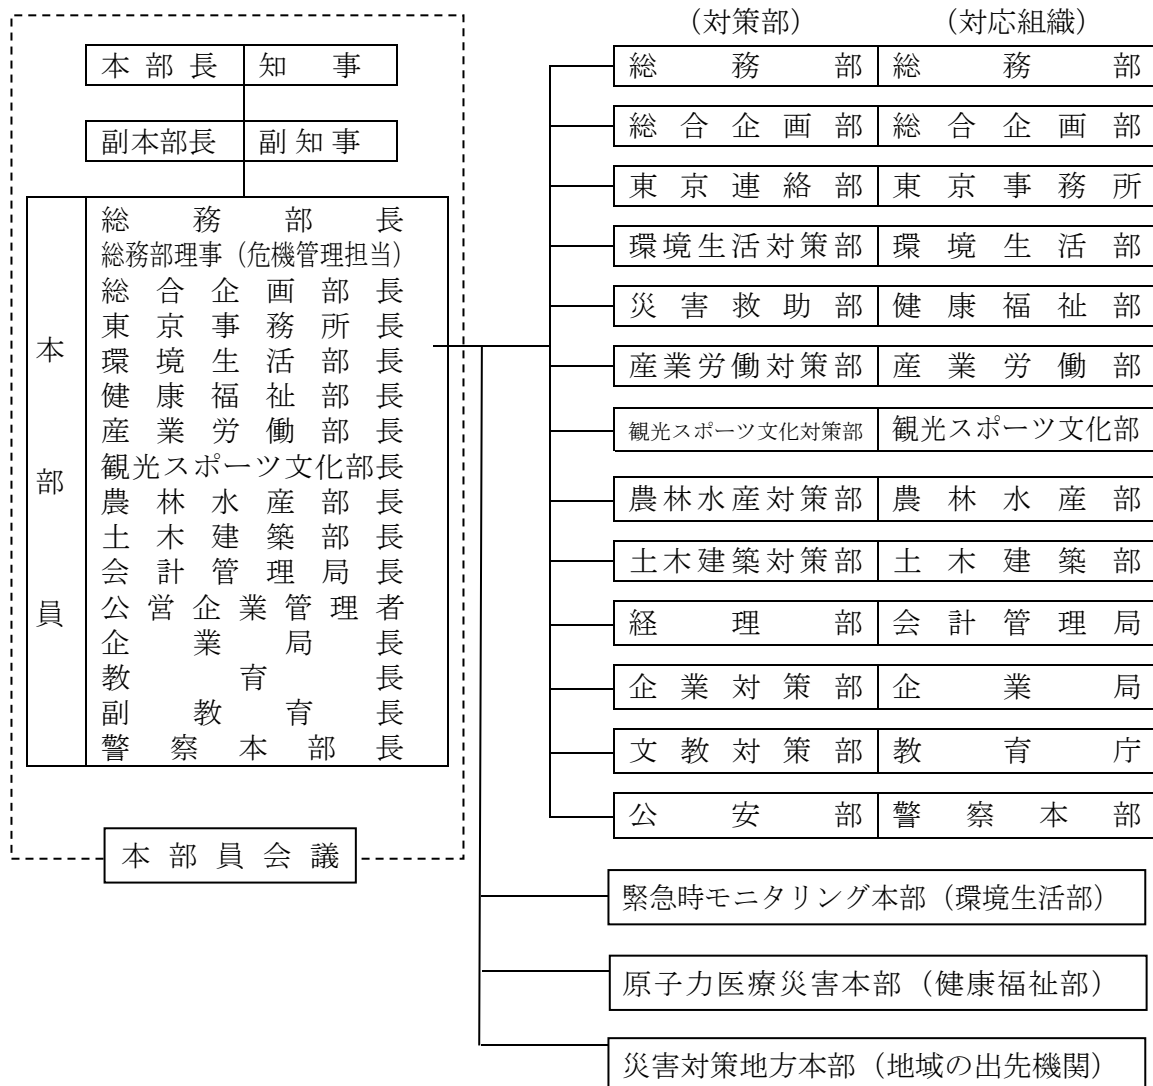 本部長 知事
副本部長 副知事
本部員
総務部長
総務部理事（危機管理担当）
総合企画部長
東京事務所長
環境生活部長
健康福祉部長
産業労働部長
観光スポーツ文化部長
農林水産部長
土木建築部長
会計管理局長
公営企業管理者
企業局長
教育長
副教育長
警察本部長
本部員会議
（対策部） （対応組織）
総務部 総務部
総合企画部 総合企画部
東京連絡部 東京事務所
環境生活対策部 環境生活部
災害救助部 健康福祉部
産業労働対策部 産業労働部
観光スポーツ文化対策部 観光スポーツ文化部
農林水産対策部 農林水産部
土木建築対策部 土木建築部
経理部 会計管理局
企業対策部 企業局
文教対策部 教育庁
公安部 警察本部
緊急時モニタリング本部（環境生活部）
原子力医療災害本部（健康福祉部）
災害対策地方本部（地域の出先機関）